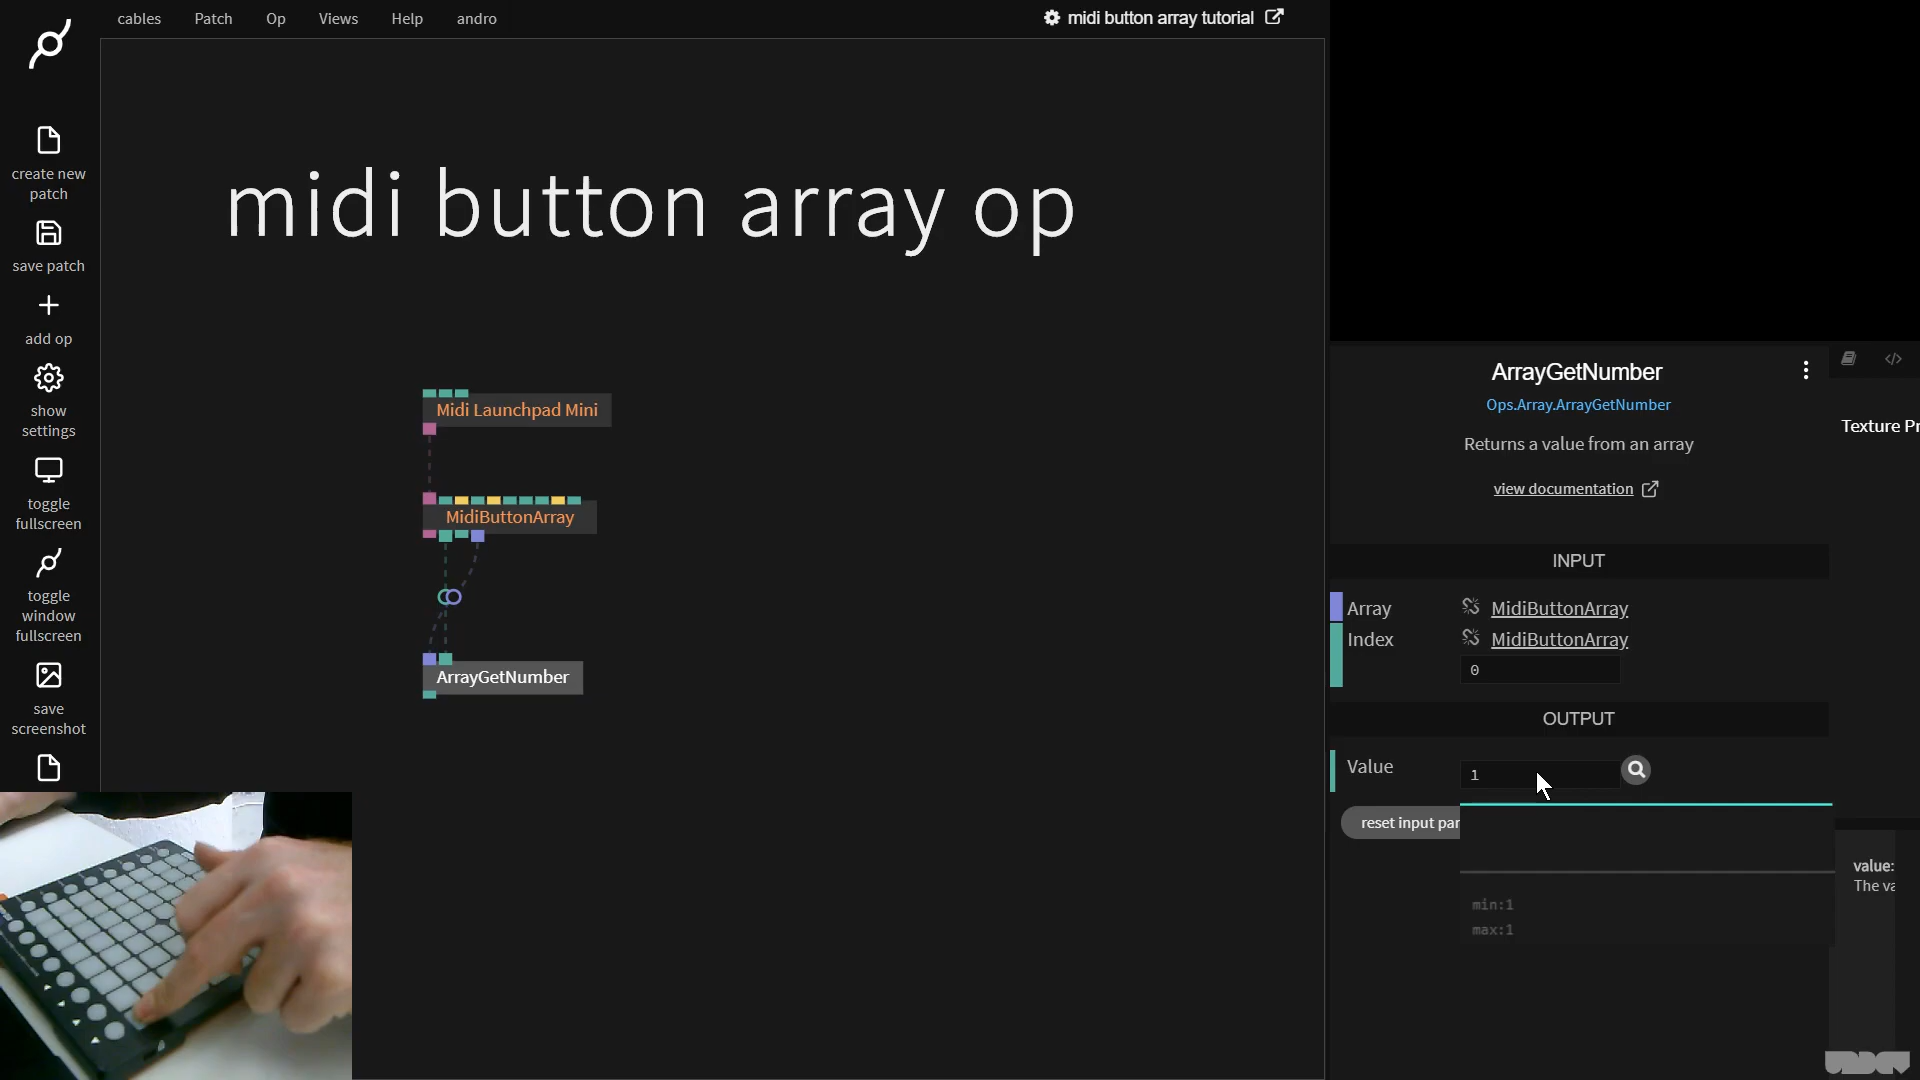 cables Patch Op Views Help andro
midi button array tutorial
create new
patch
save patch
add op
show
settings
toggle
fullscreen
toggle
window
fullscreen
save
screenshot
midi button array op
Midi Launchpad Mini
MidiButtonArray
ArrayGetNumber
ArrayGetNumber
Ops.Array.ArrayGetNumber
Returns a value from an array
view documentation
INPUT
Array MidiButtonArray
Index MidiButtonArray
0
OUTPUT
Value 1
reset input par
min:1
max:1
</> 
Texture Pr
value:
The va